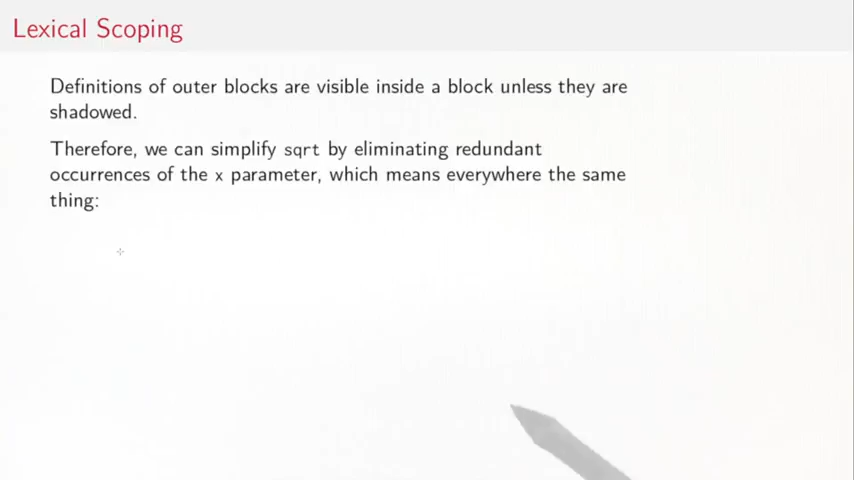 Lexical Scoping
Definitions of outer blocks are visible inside a block unless they are
shadowed.
Therefore, we can simplify sqrt by eliminating redundant
occurrences of the x parameter, which means everywhere the same
thing: